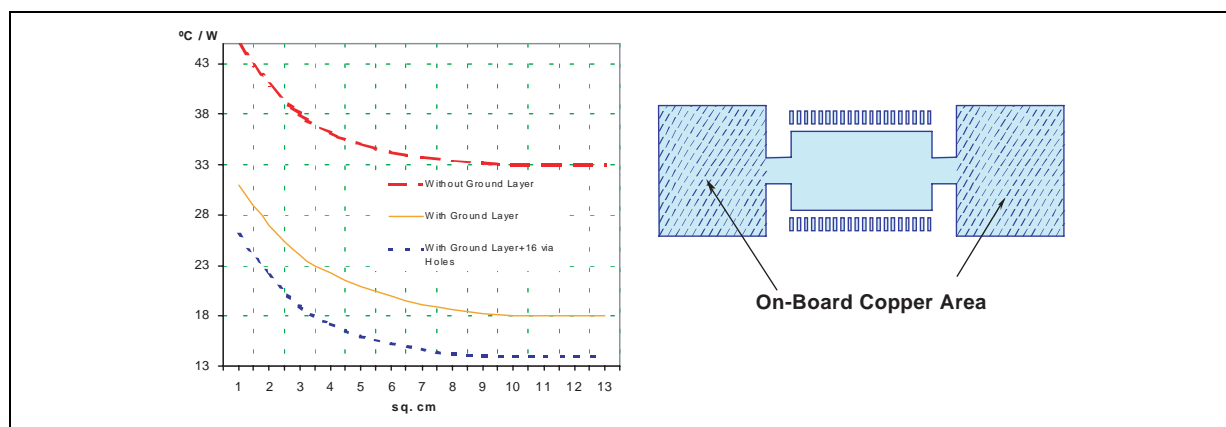 ºC / W
43
38
33
28
23
18
13
Without Ground Layer
With Ground Layer
With Ground Layer+16 via
Holes
1 2 3 4 5 6 7 8 9 10 11 12 13
sq. cm
On-Board Copper Area